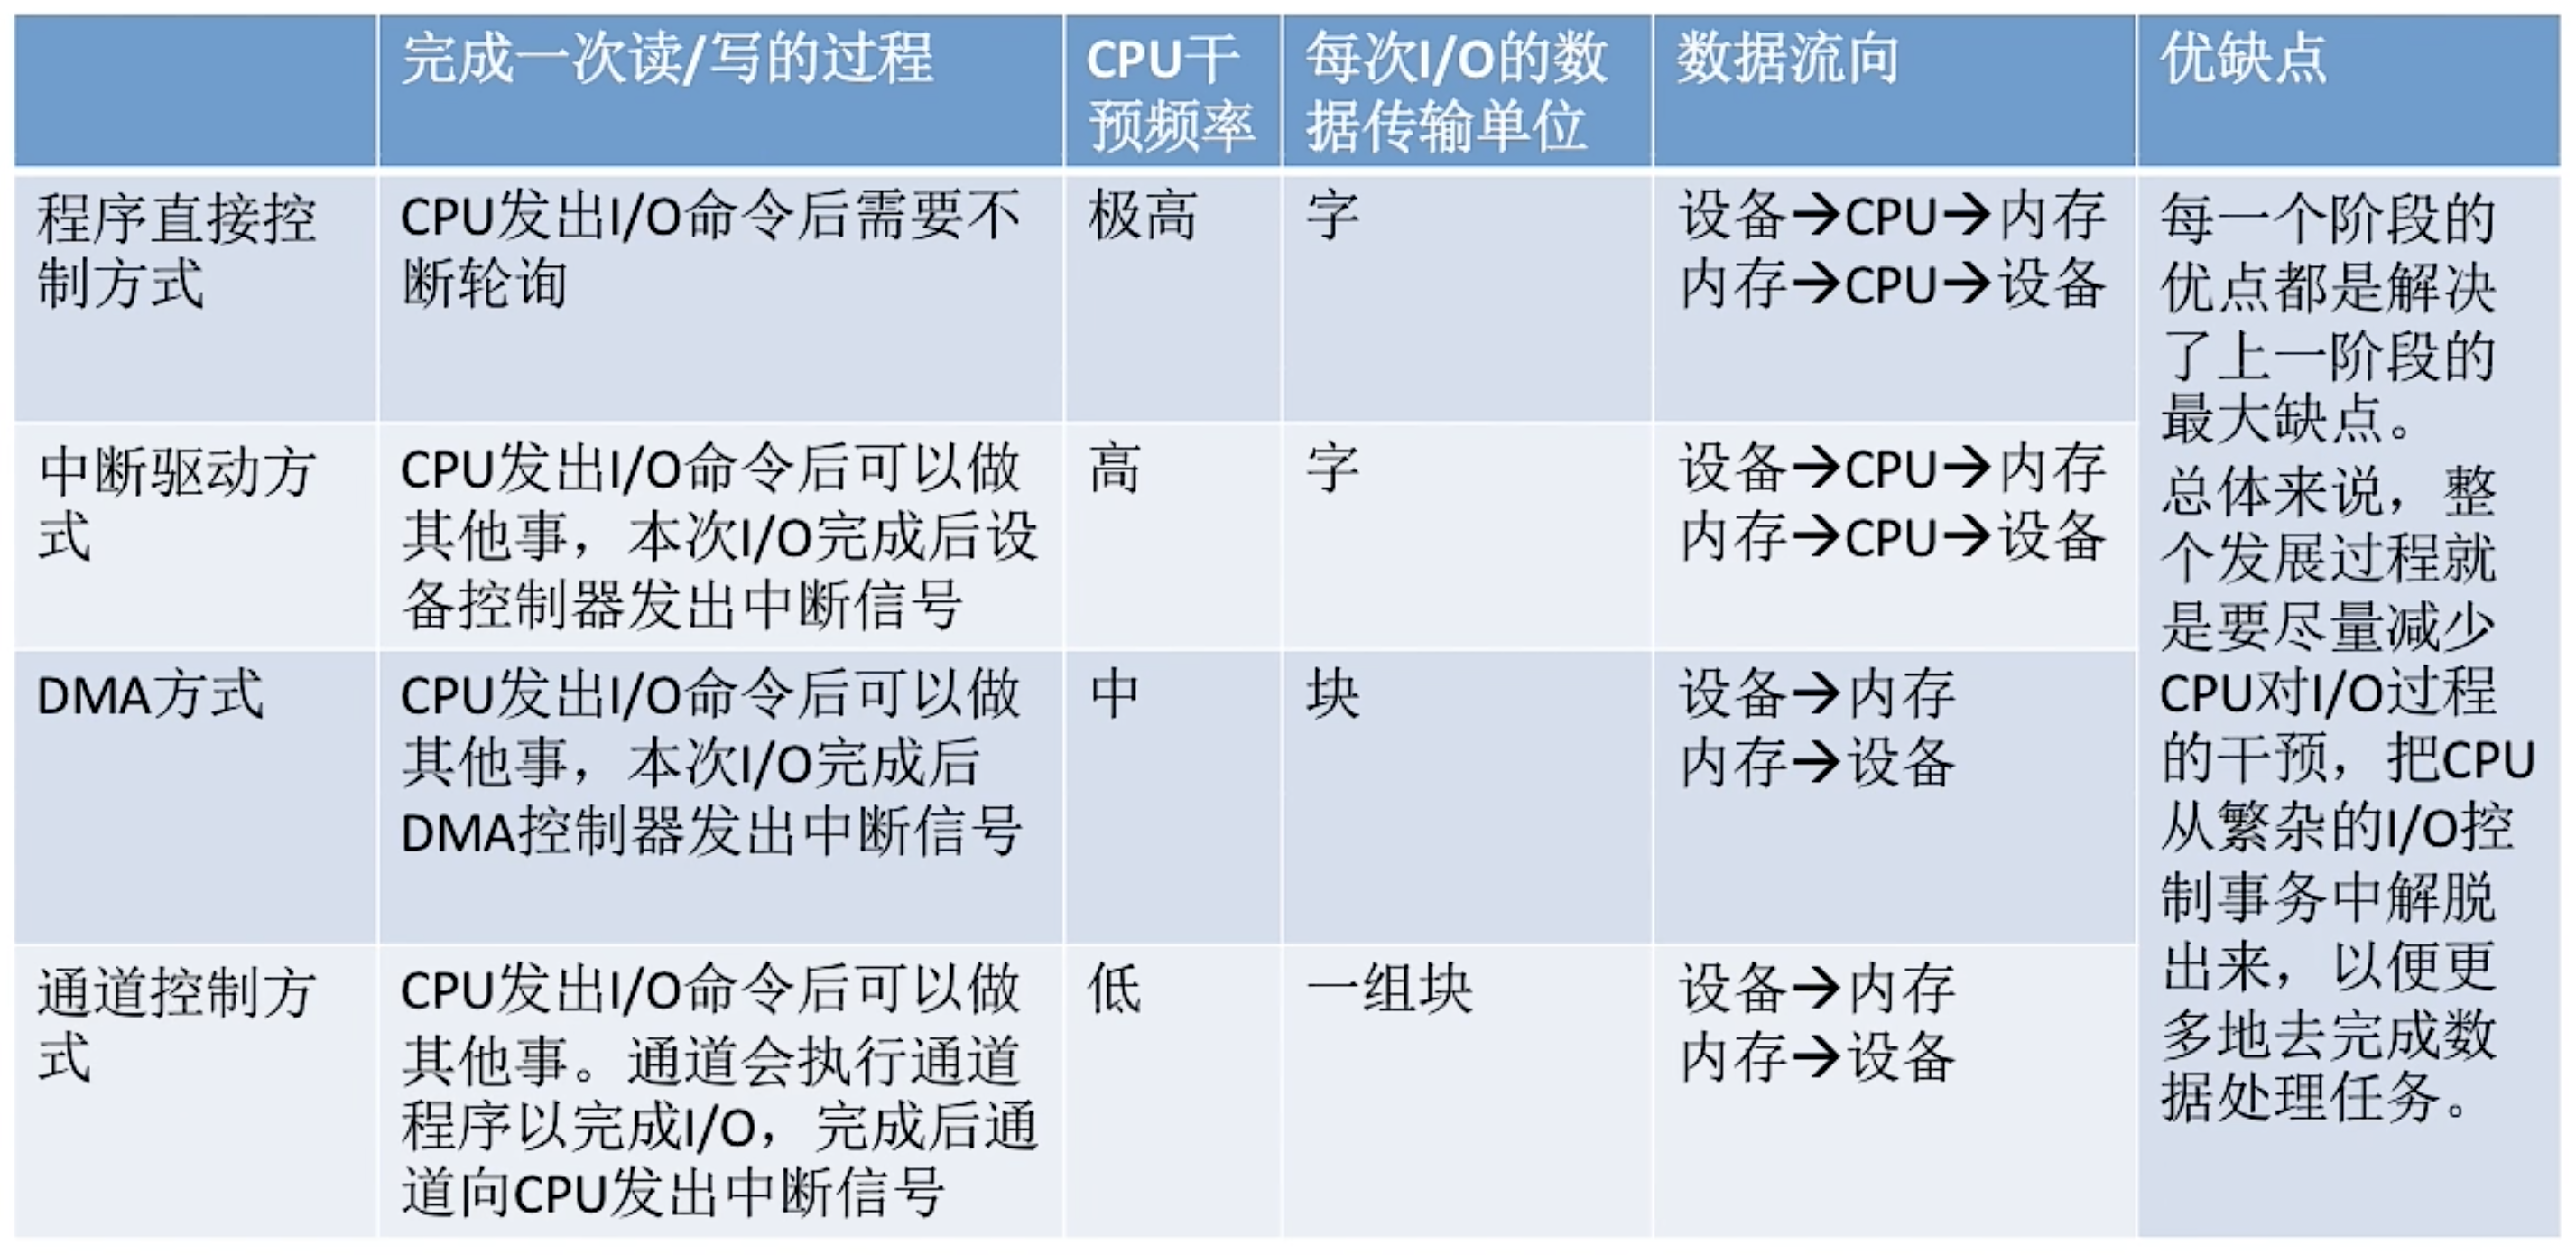 完成一次读/写的过程
CPU干
预频率
每次I/O的数
据传输单位
数据流向
优缺点
程序直接控
制方式
CPU发出I/O命令后需要不
断轮询
极高
字
设备→CPU→内存
内存→CPU→设备
每一个阶段的
优点都是解决
了上一阶段的
最大缺点。
总体来说，整
个发展过程就
是要尽量减少
CPU对I/O过程
的干预，把CPU
从繁杂的I/O控
制事务中解脱
出来，以便更
多地去完成数
据处理任务。
中断驱动方
式
CPU发出I/O命令后可以做
其他事，本次I/O完成后设
备控制器发出中断信号
高
字
设备→CPU→内存
内存→CPU→设备
DMA方式
CPU发出I/O命令后可以做
其他事，本次I/O完成后
DMA控制器发出中断信号
中
块
设备→内存
内存→设备
通道控制方
式
CPU发出I/O命令后可以做
其他事。通道会执行通道
程序以完成I/O，完成后通
道向CPU发出中断信号
低
一组块
设备→内存
内存→设备